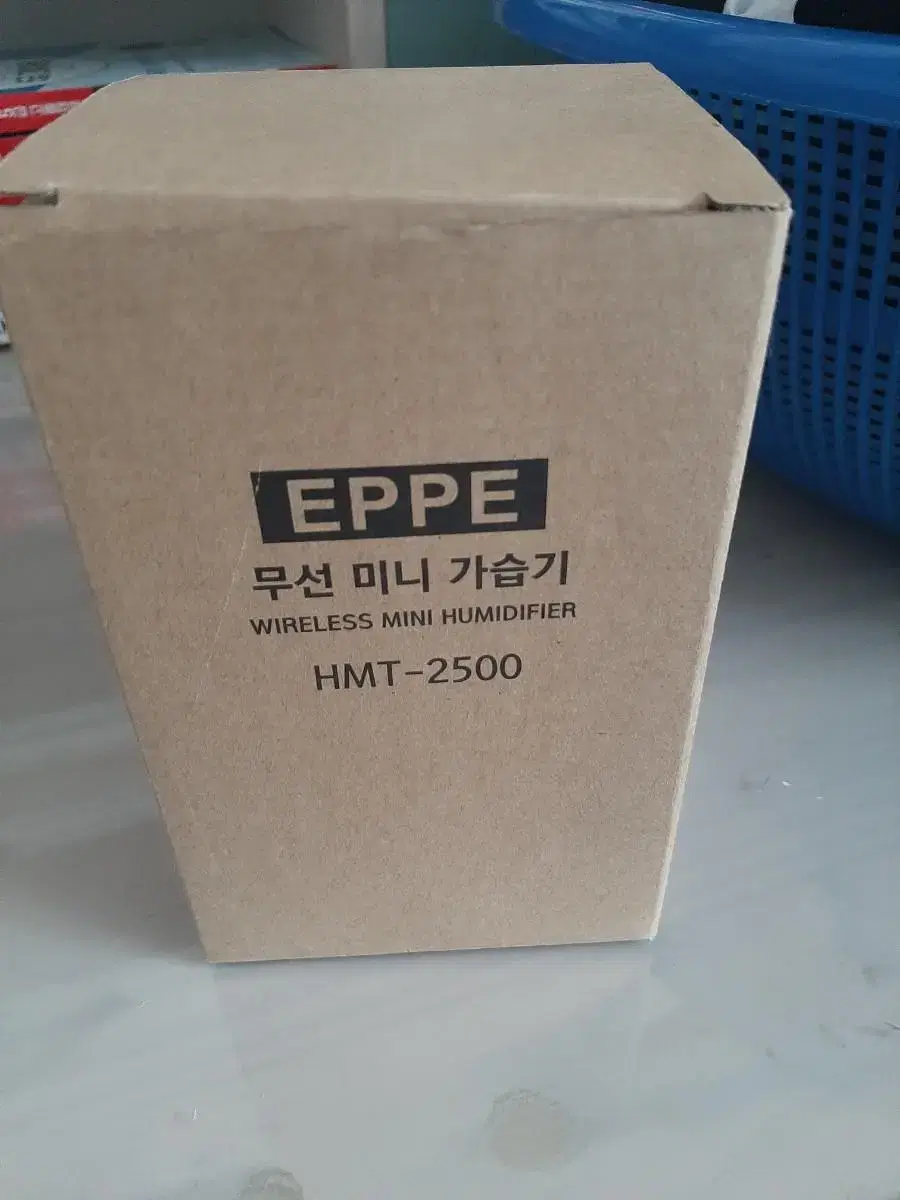 EPPE
무선 미니 가습기
WIRELESS MINI HUMIDIFIER
HMT-2500